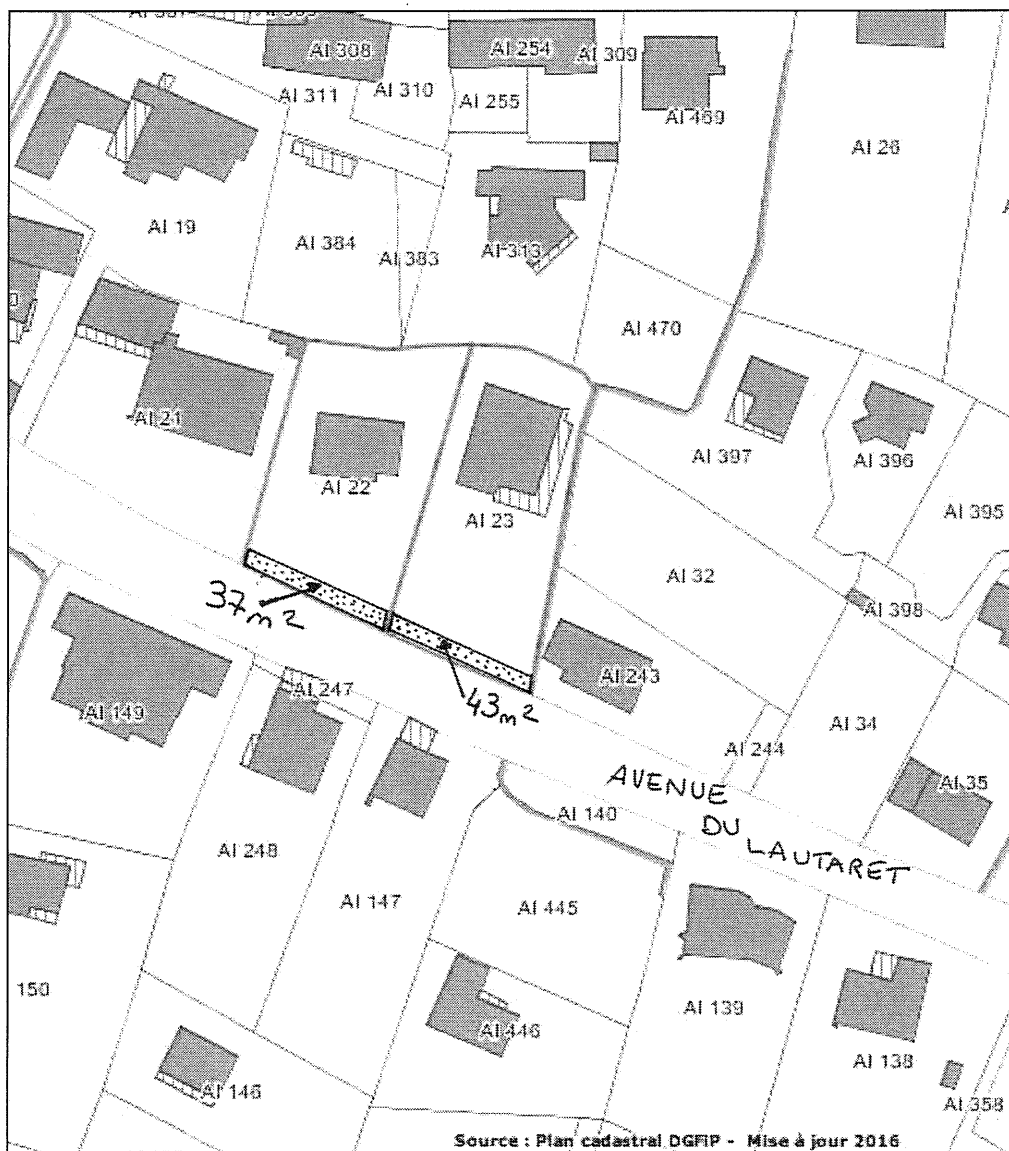 AI 308
AI 254
AI 309
AI 311
AI 310
AI 255
AI 469
AI 26
AI 19
AI 384
AI 383
AI 313
AI 470
AI 21
AI 22
AI 23
AI 397
AI 396
AI 395
AI 32
AI 398
37 m²
43 m²
AI 243
AI 247
AI 149
AI 244
AI 34
AI 35
AVENUE
DU
LAUTARET
AI 140
AI 248
AI 147
AI 445
150
AI 446
AI 139
AI 138
AI 146
AI 358
Source : Plan cadastral DGFiP - Mise à jour 2016